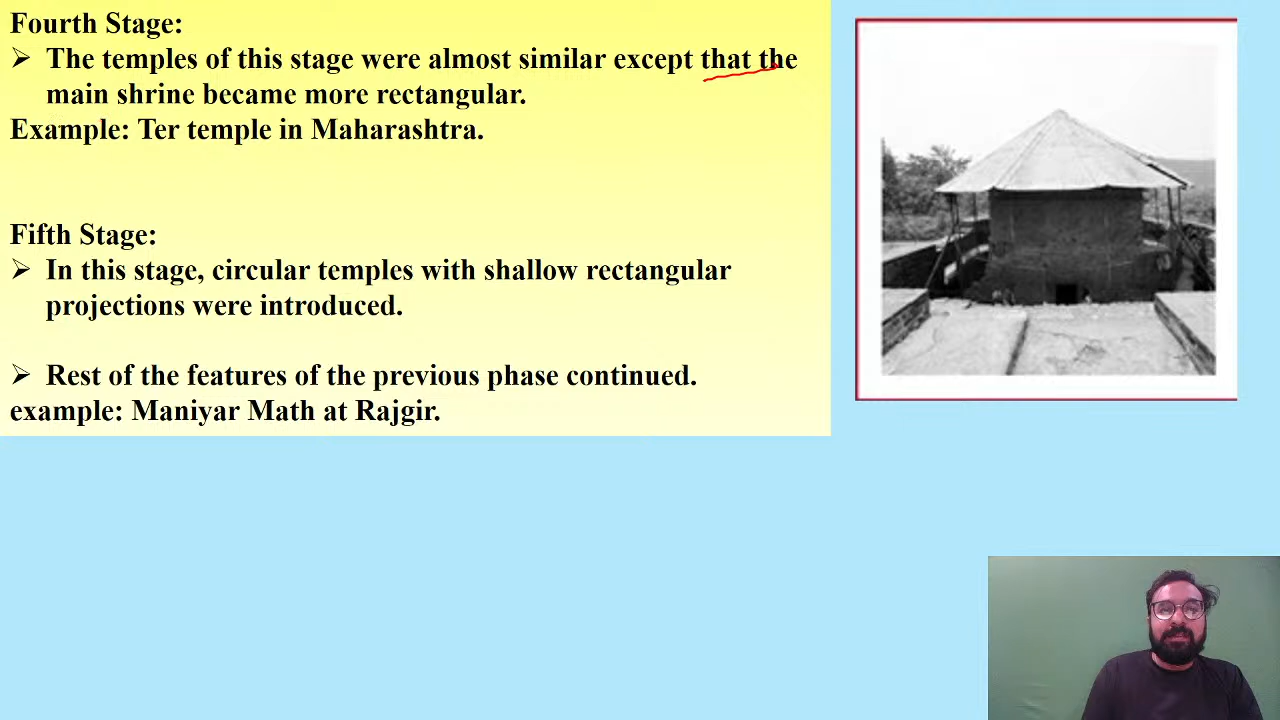 Fourth Stage:
➢ The temples of this stage were almost similar except that the
main shrine became more rectangular.
Example: Ter temple in Maharashtra.
Fifth Stage:
➢ In this stage, circular temples with shallow rectangular
projections were introduced.
➢ Rest of the features of the previous phase continued.
example: Maniyar Math at Rajgir.